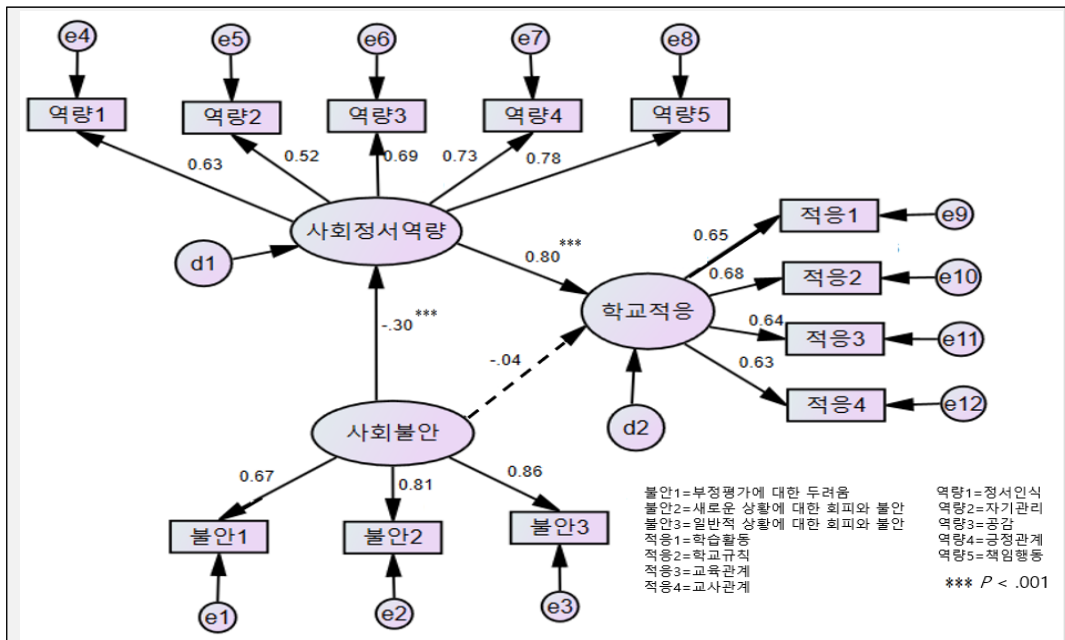 e4
e5
e6
e7
e8
역량1
역량2
역량3
역량4
역량5
0.63
0.52
0.69
0.73
0.78
사회정서역량
d1
0.80***
적응1
e9
0.65
적응2
e10
0.68
학교적응
적응3
e11
0.64
적응4
e12
0.63
-.30***
-.04
d2
사회불안
0.67
0.81
0.86
불안1
불안2
불안3
e1
e2
e3
불안1=부정평가에 대한 두려움
불안2=새로운 상황에 대한 회피와 불안
불안3=일반적 상황에 대한 회피와 불안
적응1=학습활동
적응2=학교규칙
적응3=교육관계
적응4=교사관계
역량1=정서인식
역량2=자기관리
역량3=공감
역량4=긍정관계
역량5=책임행동
*** P < .001